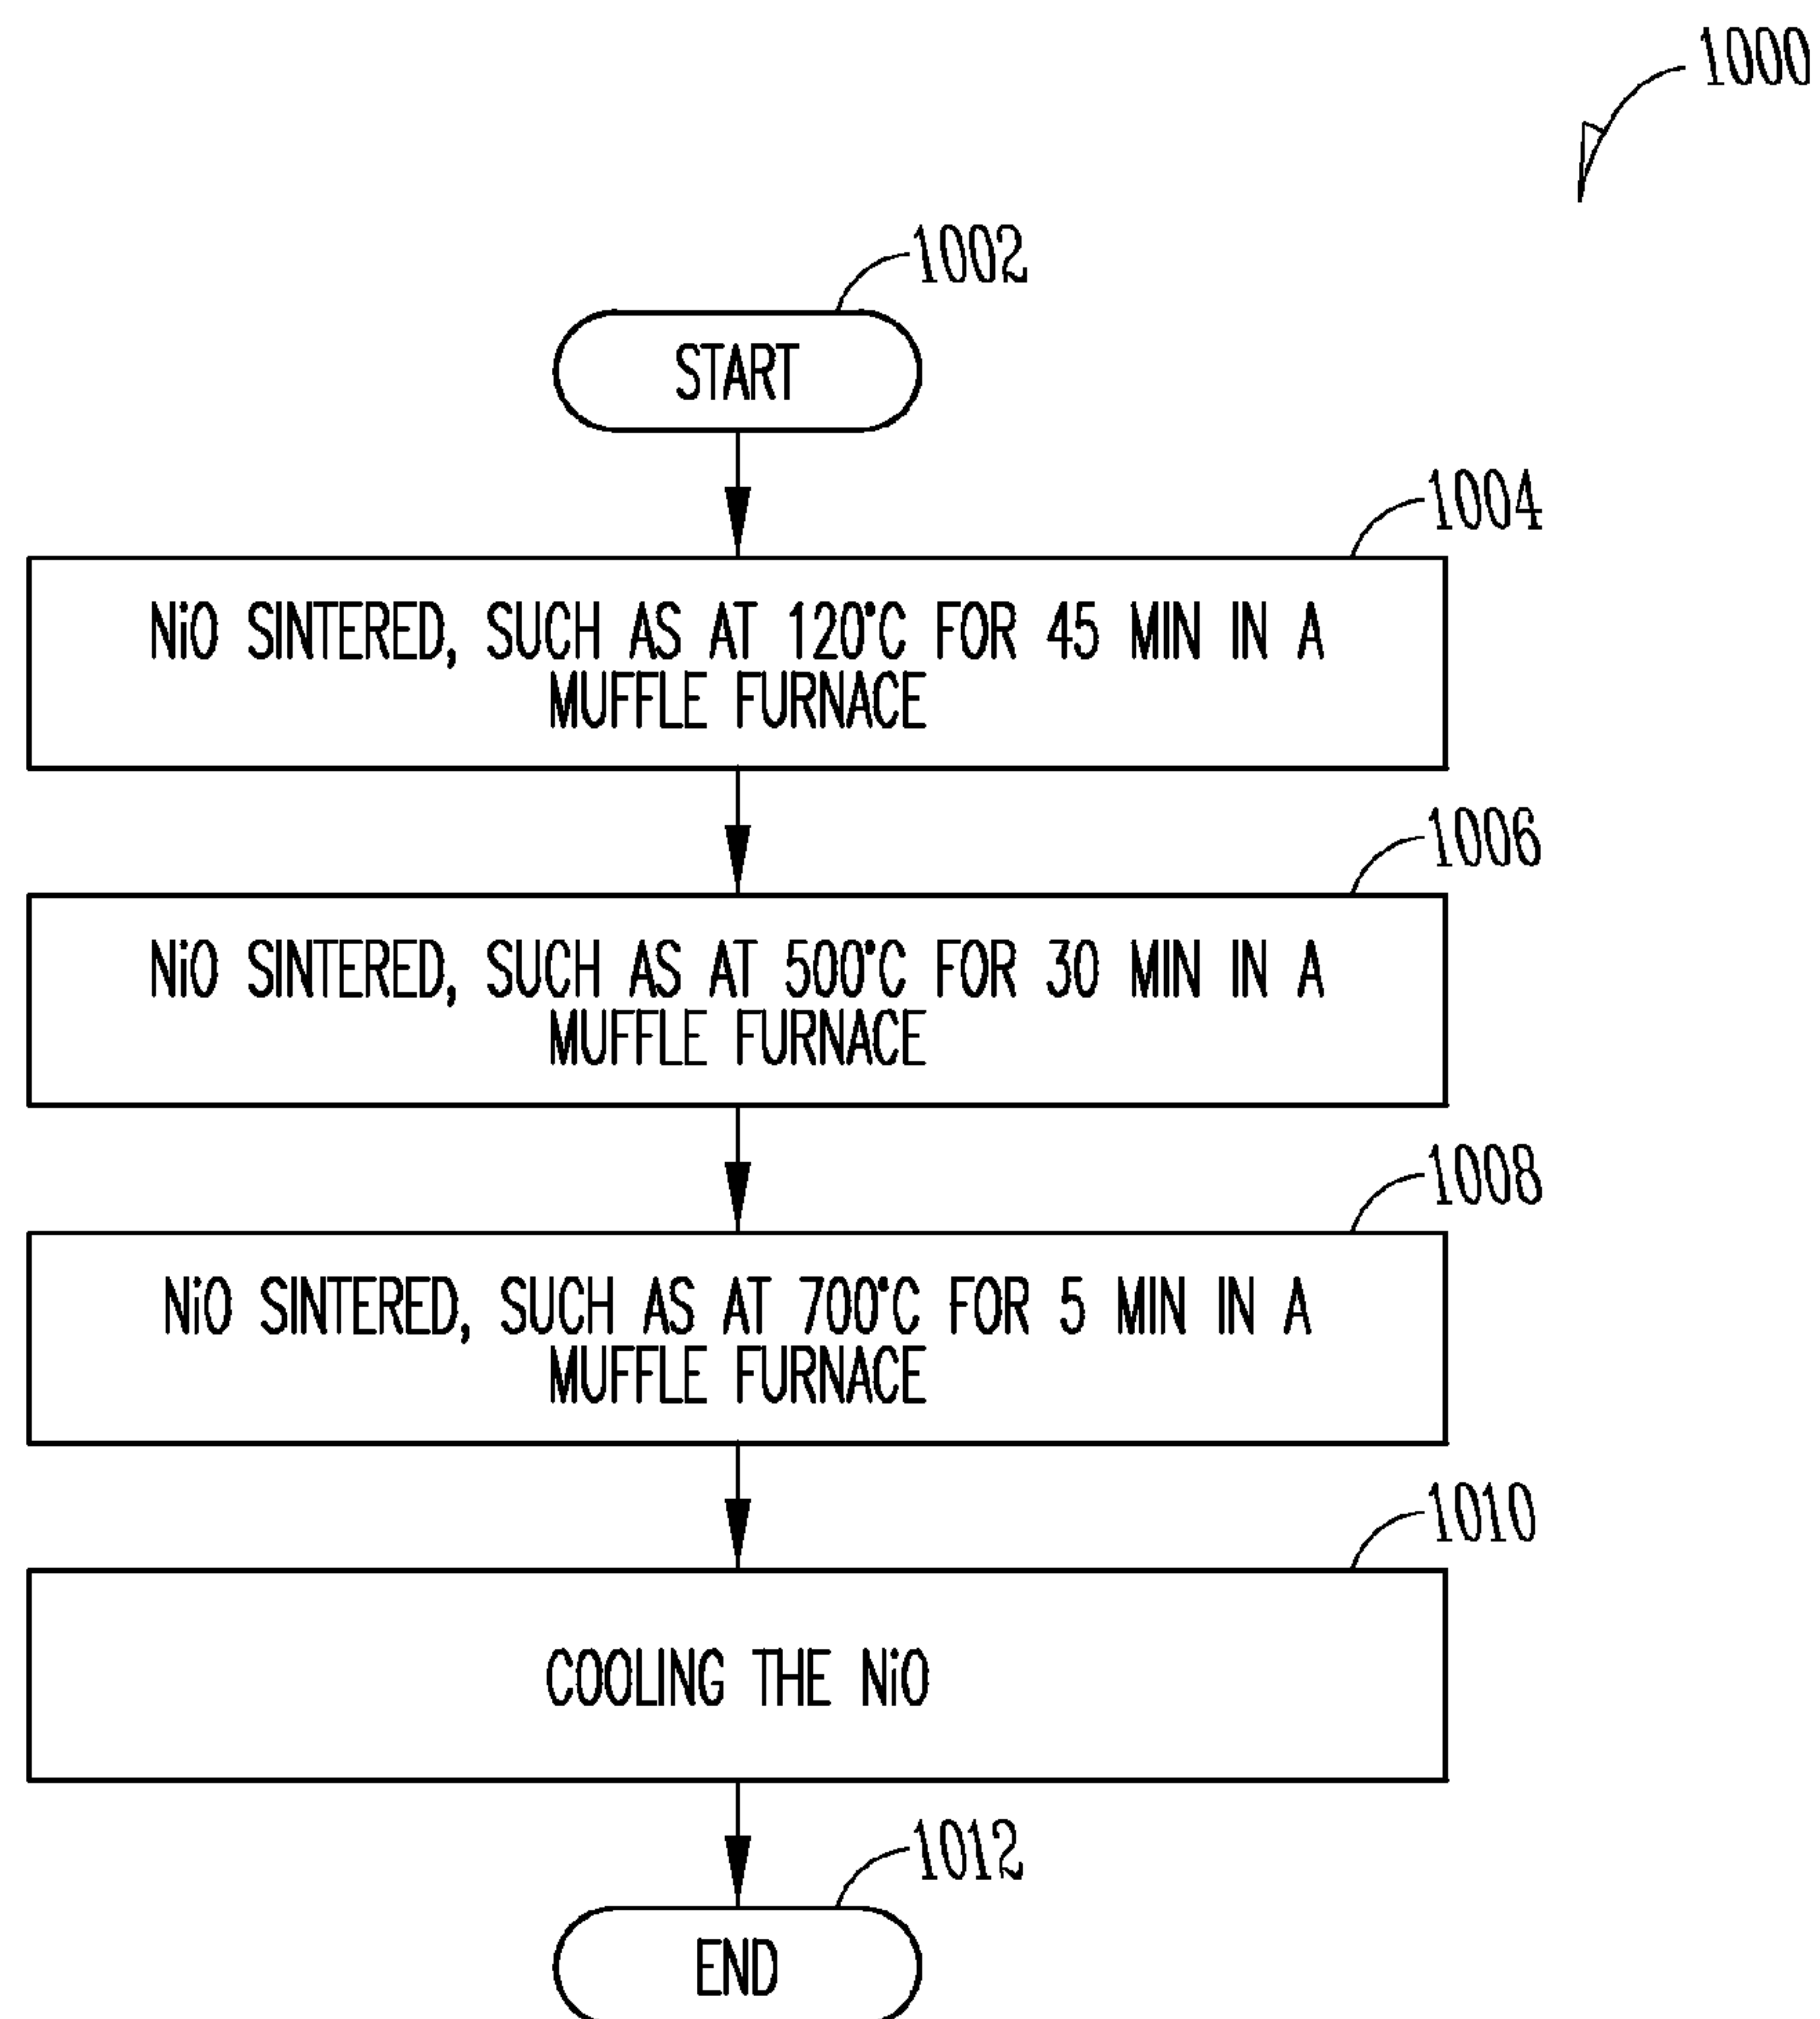 1000
1002
START
1004
NiO SINTERED, SUCH AS AT 120°C FOR 45 MIN IN A
MUFFLE FURNACE
1006
NiO SINTERED, SUCH AS AT 500°C FOR 30 MIN IN A
MUFFLE FURNACE
1008
NiO SINTERED, SUCH AS AT 700°C FOR 5 MIN IN A
MUFFLE FURNACE
1010
COOLING THE NiO
1012
END